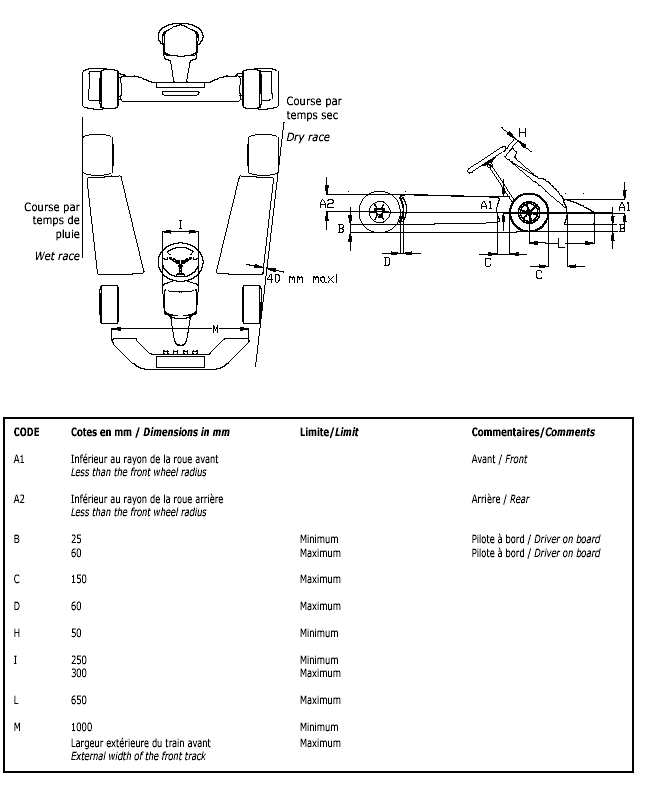 Course par
temps sec
Dry race
Course par
temps de
pluie
Wet race
I
40 mm maxi
M
H
A2
A1
A1
B
B
L
D
C
C
CODE Cotes en mm / Dimensions in mm Limite/Limit Commentaires/Comments
A1 Inférieur au rayon de la roue avant Avant / Front
Less than the front wheel radius
A2 Inférieur au rayon de la roue arrière Arrière / Rear
Less than the front wheel radius
B 25 Minimum Pilote à bord / Driver on board
60 Maximum Pilote à bord / Driver on board
C 150 Maximum
D 60 Maximum
H 50 Minimum
I 250 Minimum
300 Maximum
L 650 Maximum
M 1000 Minimum
Largeur extérieure du train avant Maximum
External width of the front track